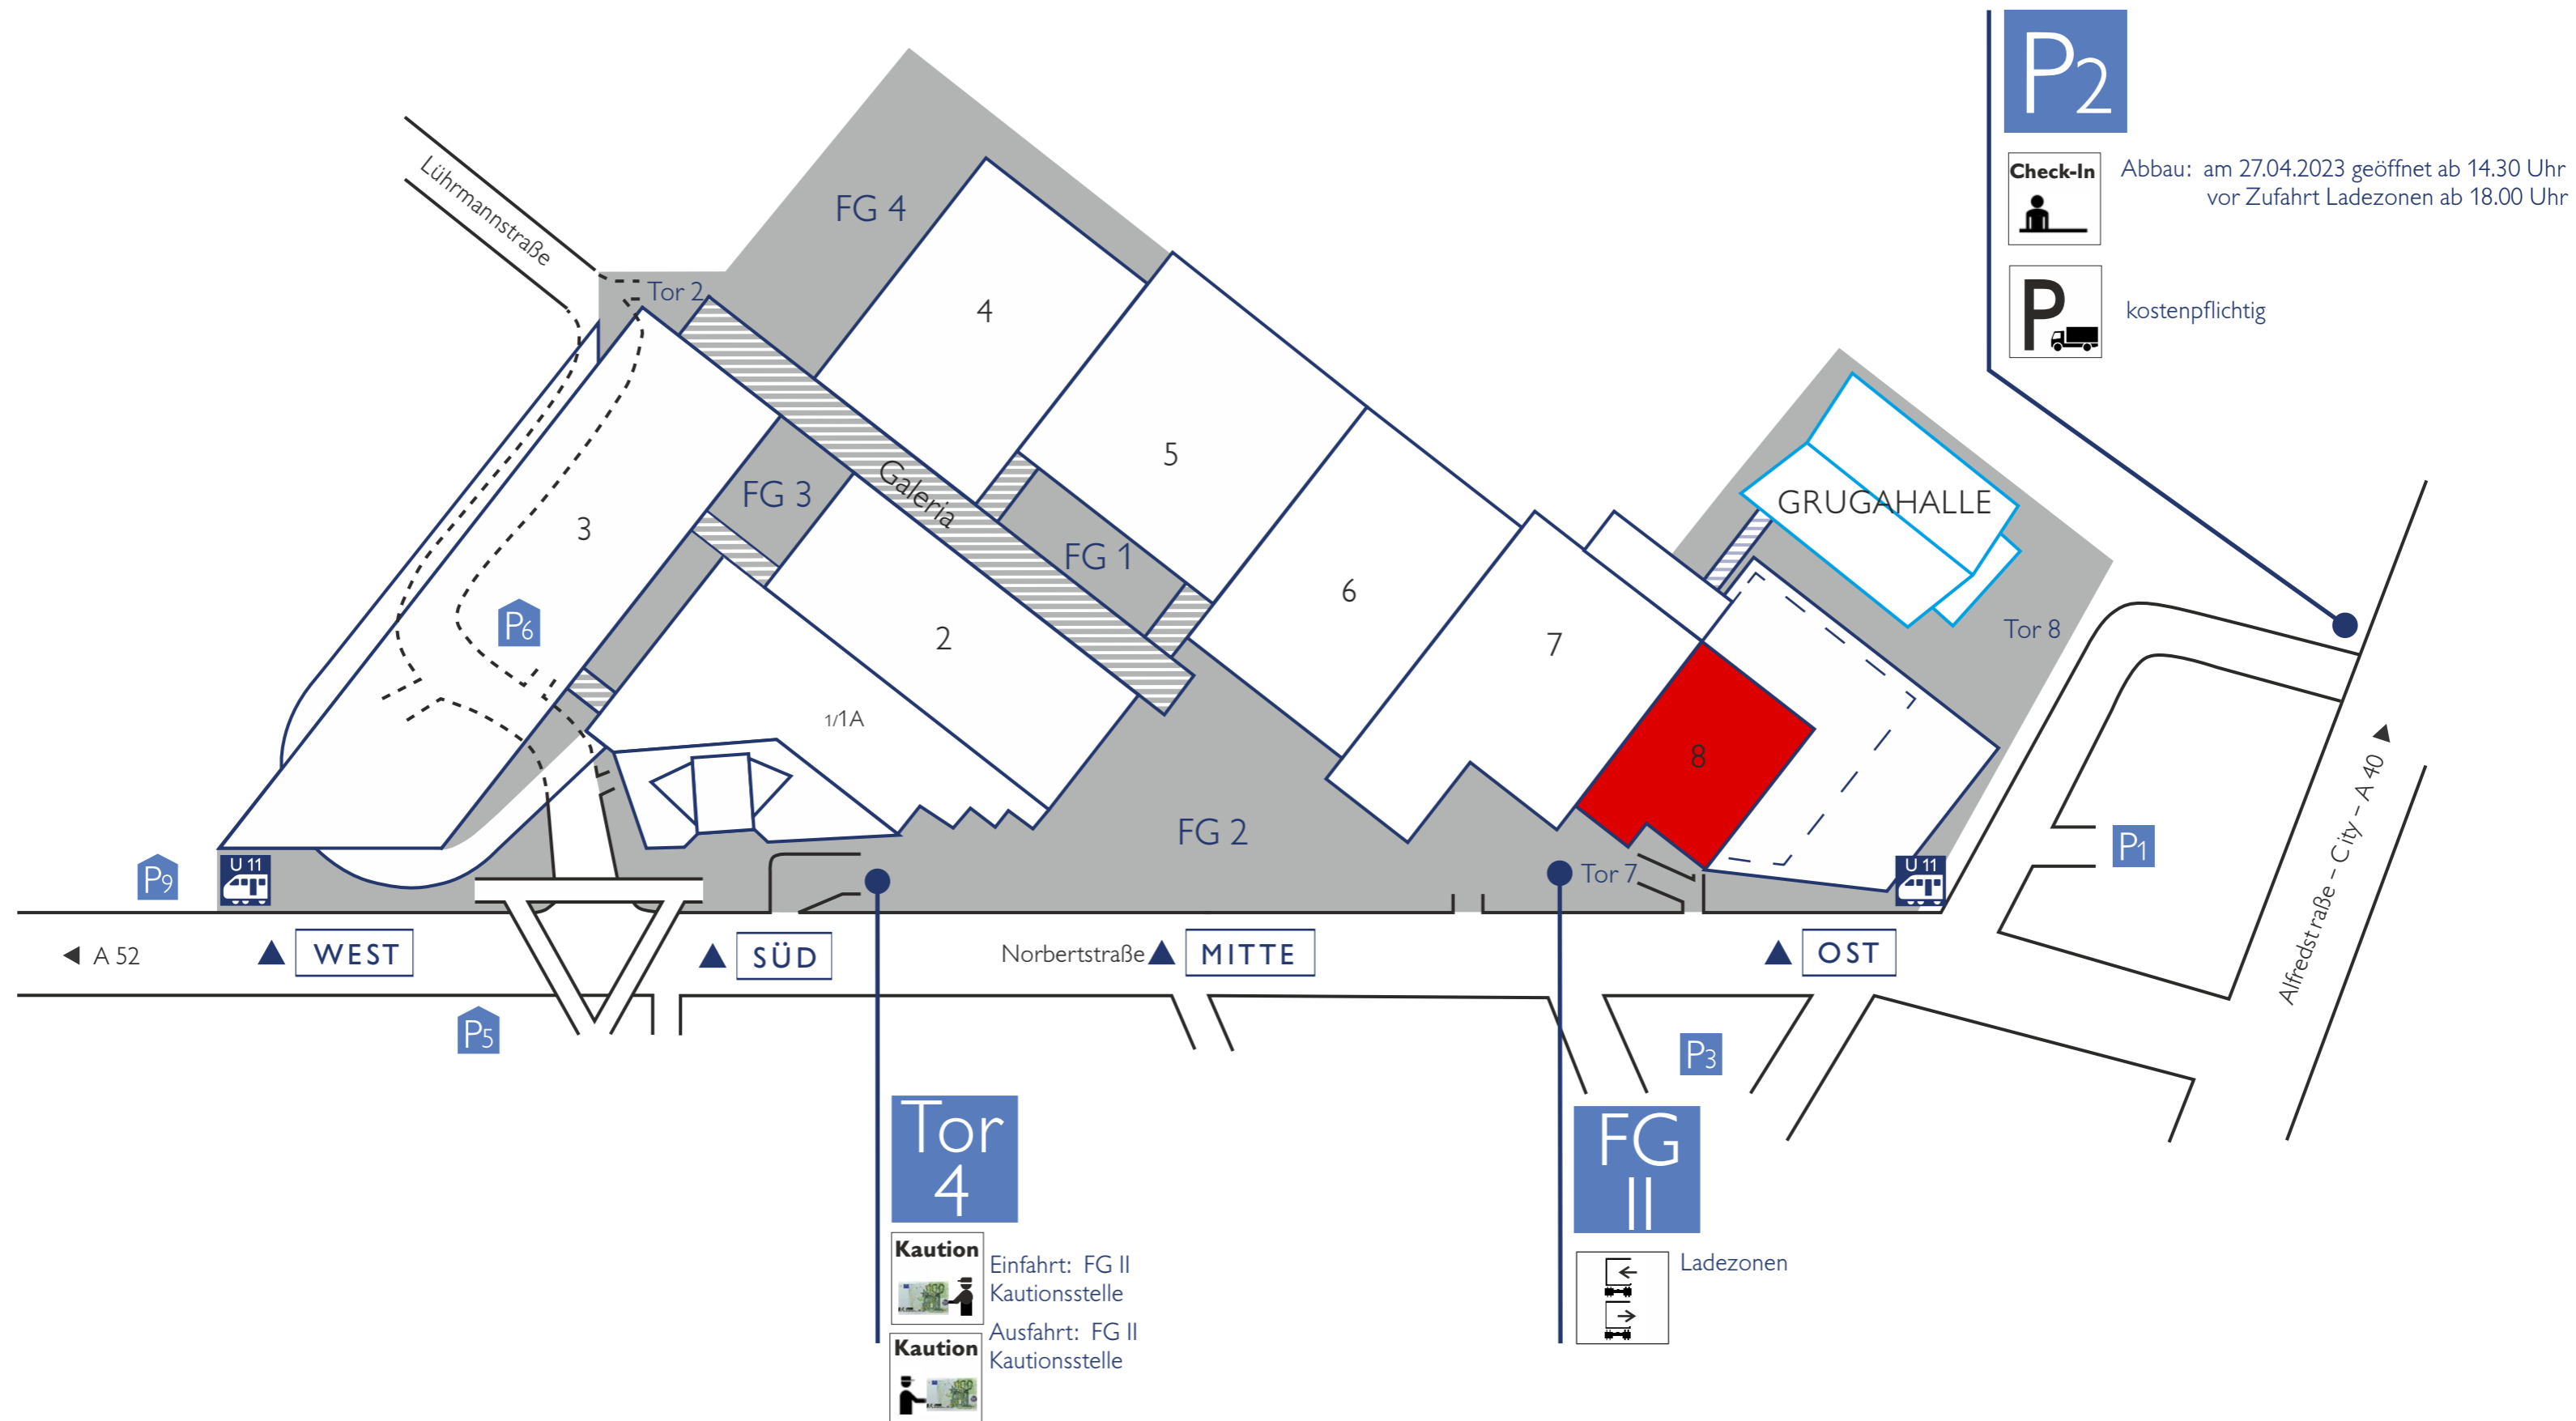 P2
Check-In
Abbau: am 27.04.2023 geöffnet ab 14.30 Uhr
vor Zufahrt Ladezonen ab 18.00 Uhr
P
kostenpflichtig
Lührmannstraße
FG 4
Tor 2
4
5
Galeria
FG 3
3
FG 1
GRUGAHALLE
6
P6
2
7
Tor 8
1/1A
8
FG 2
P1
Alfredstraße – City – A 40
P9
U 11
Tor 7
U 11
A 52
WEST
SÜD
Norbertstraße
MITTE
OST
P5
P3
Tor
4
FG
II
Kaution
Einfahrt: FG II
Kautionsstelle
Ladezonen
Kaution
Ausfahrt: FG II
Kautionsstelle